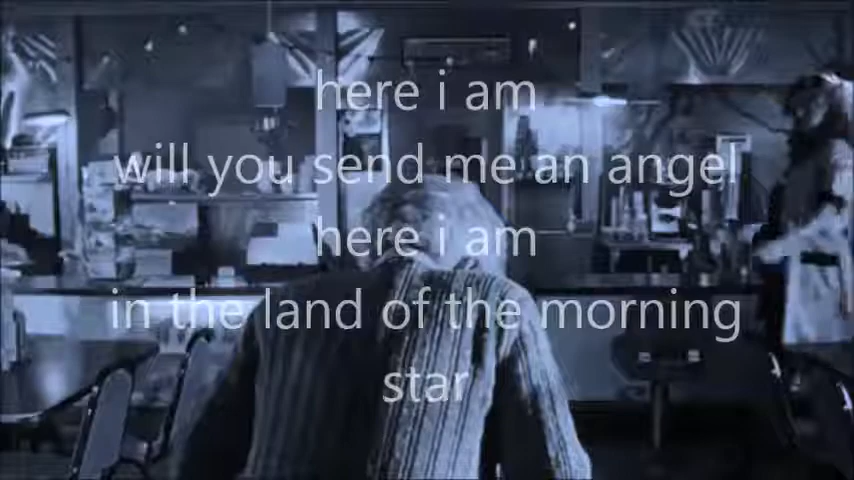 here i am
will you send me an angel
here i am
in the land of the morning
star